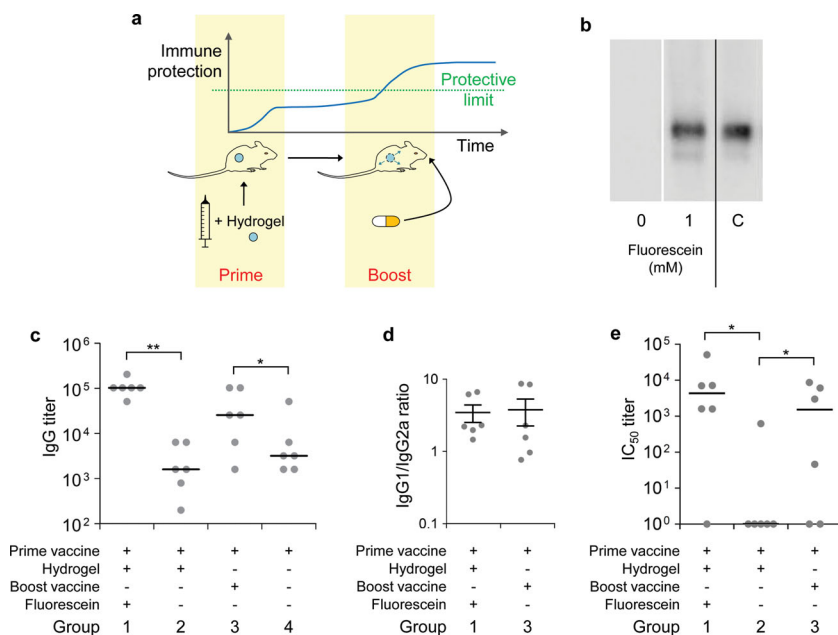 a
Immune
protection
Protective
limit
Time
+ Hydrogel
Prime
Boost
b
0 1 C
Fluorescein
(mM)
c
IgG titer
10^6
10^5
10^4
10^3
10^2
**
*
Prime vaccine + + + +
Hydrogel + + - -
Boost vaccine - - + -
Fluorescein + - - -
Group 1 2 3 4
d
IgG1/IgG2a ratio
10
1
0.1
Prime vaccine + +
Hydrogel + -
Boost vaccine - +
Fluorescein + -
Group 1 3
e
IC50 titer
10^5
10^4
10^3
10^2
10^1
10^0
*
*
Prime vaccine + + +
Hydrogel + + -
Boost vaccine - - +
Fluorescein + - -
Group 1 2 3